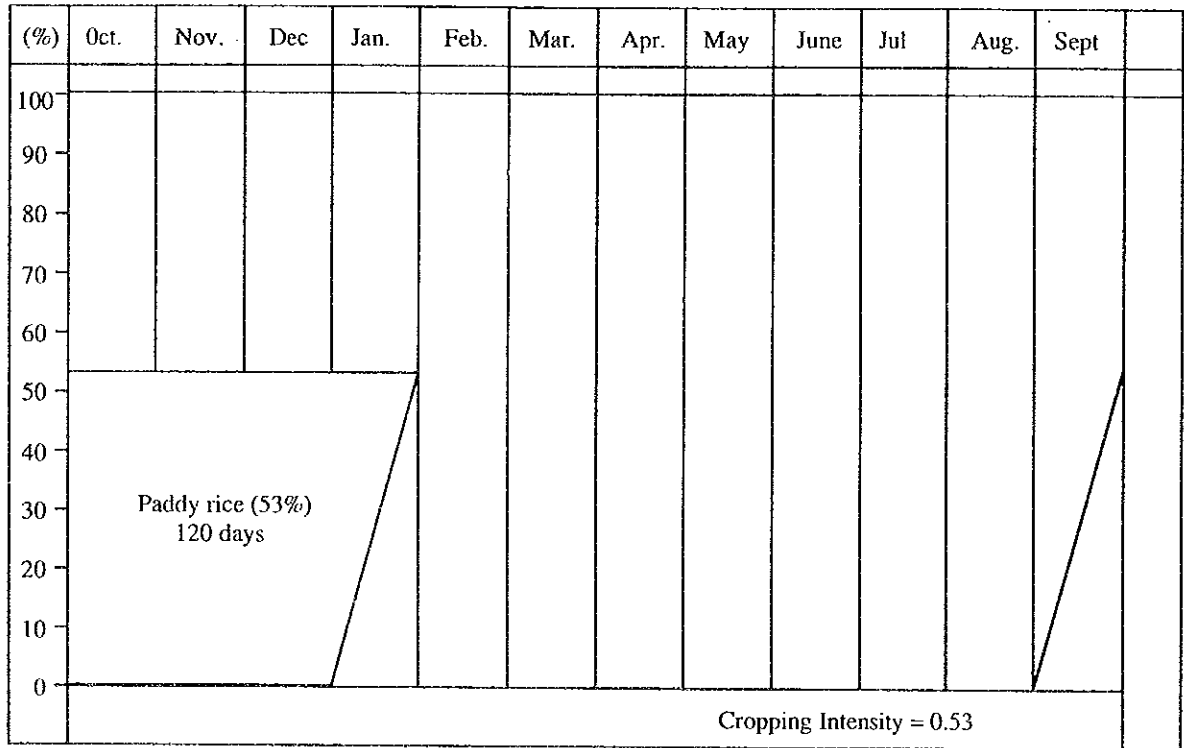 (%) Oct. Nov. Dec Jan. Feb. Mar. Apr. May June Jul Aug. Sept
100
90
80
70
60
50
40
30
20
10
0
Paddy rice (53%)
120 days
Cropping Intensity = 0.53